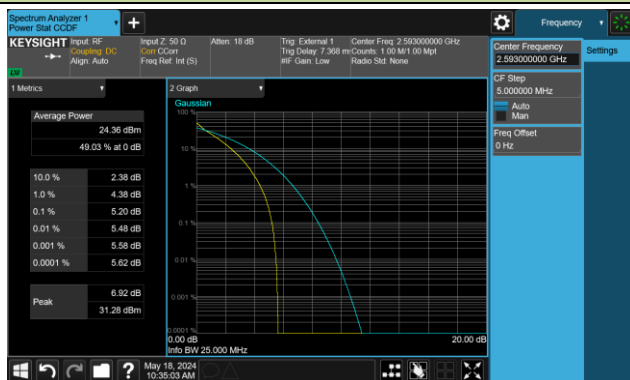 Spectrum Analyzer 1
Power Stat CCDF
Frequency
KEYSIGHT
Input: RF
Coupling: DC
Align: Auto
Input Z: 50 Ω
Corr CCorr
Freq Ref: Int (S)
Atten: 18 dB
Trig: External 1
Trig Delay: 7.368 ms
#IF Gain: Low
Center Freq: 2.593000000 GHz
Counts: 1.00 M/1.00 Mpt
Radio Std: None
Center Frequency
2.593000000 GHz
Settings
CF Step
5.000000 MHz
Auto
Man
Freq Offset
0 Hz
1 Metrics
Average Power
24.36 dBm
49.03 % at 0 dB
10.0 % 2.38 dB
1.0 % 4.38 dB
0.1 % 5.20 dB
0.01 % 5.48 dB
0.001 % 5.58 dB
0.0001 % 5.62 dB
Peak 6.92 dB
31.28 dBm
2 Graph
Gaussian
100 %
10 %
1 %
0.1 %
0.01 %
0.001 %
0.0001 %
0.00 dB 20.00 dB
Info BW 25.000 MHz
May 18, 2024
10:35:03 AM